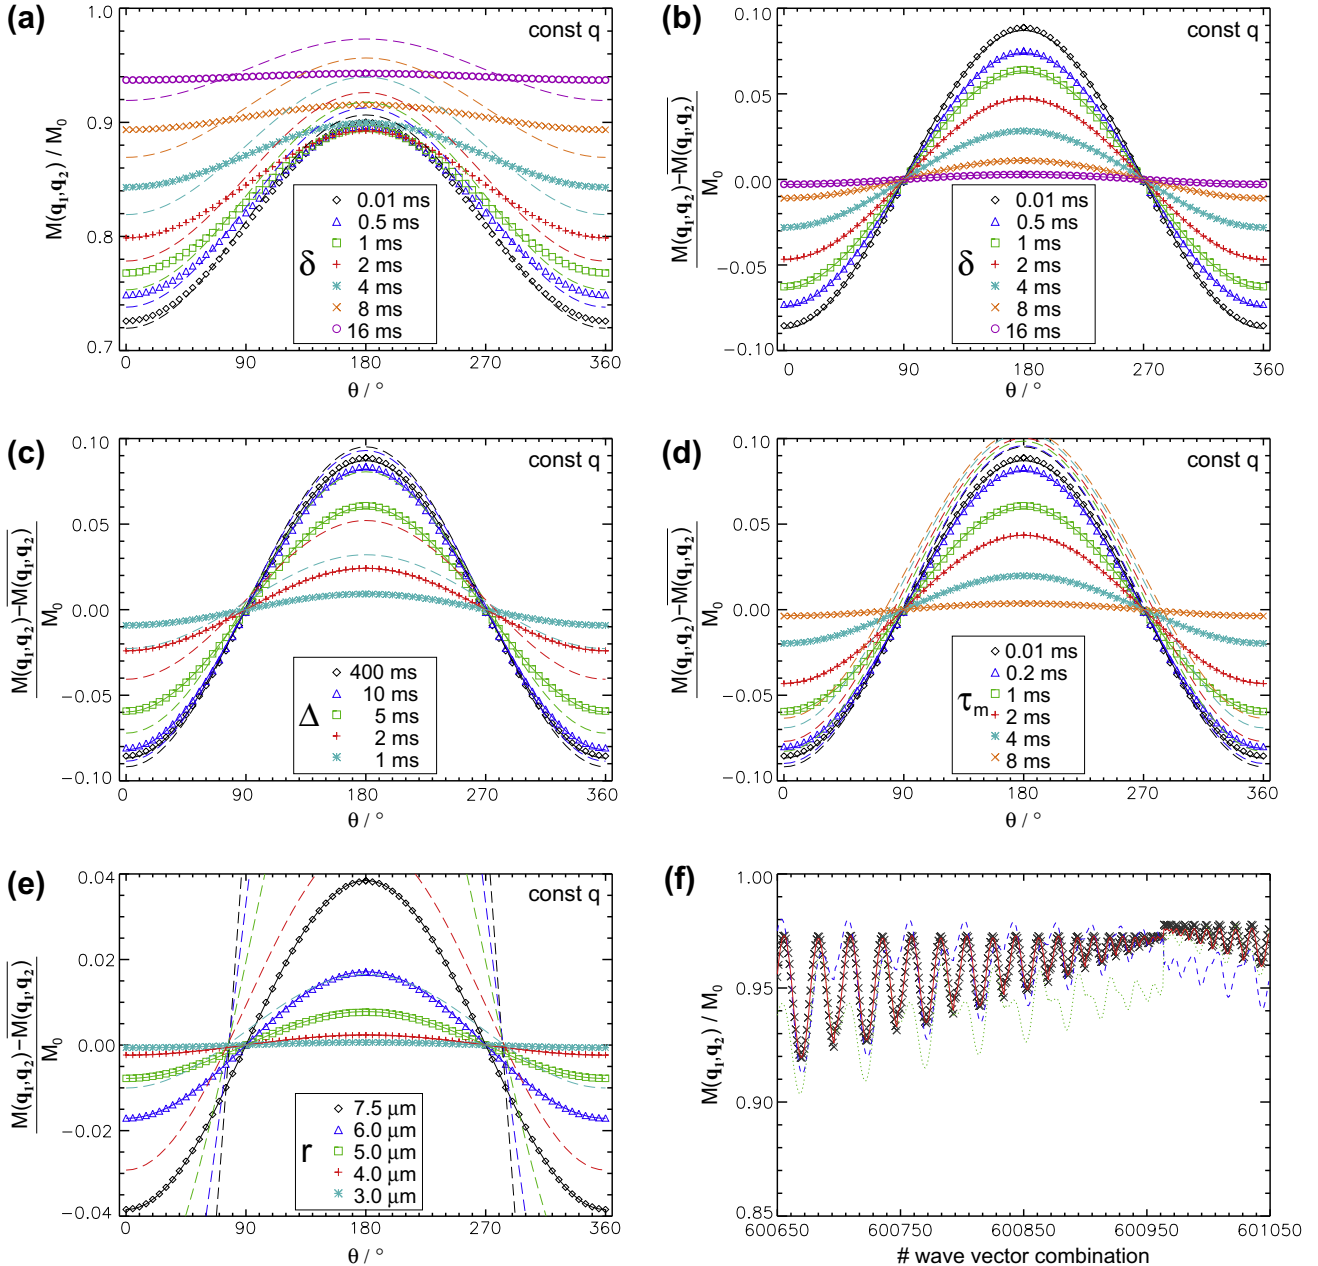 (a)
const q
M(q₁,q₂) / M₀
1.0
0.9
0.8
0.7
δ
0.01 ms
0.5 ms
1 ms
2 ms
4 ms
8 ms
16 ms
0 90 180 270 360
θ / °
(b)
const q
M(q₁,q₂)−M(q₁,q₂)
M₀
0.10
0.05
0.00
−0.05
−0.10
δ
0.01 ms
0.5 ms
1 ms
2 ms
4 ms
8 ms
16 ms
0 90 180 270 360
θ / °
(c)
const q
M(q₁,q₂)−M(q₁,q₂)
M₀
0.10
0.05
0.00
−0.05
−0.10
Δ
400 ms
10 ms
5 ms
2 ms
1 ms
0 90 180 270 360
θ / °
(d)
const q
M(q₁,q₂)−M(q₁,q₂)
M₀
0.10
0.05
0.00
−0.05
−0.10
τm
0.01 ms
0.2 ms
1 ms
2 ms
4 ms
8 ms
0 90 180 270 360
θ / °
(e)
const q
M(q₁,q₂)−M(q₁,q₂)
M₀
0.04
0.02
0.00
−0.02
−0.04
r
7.5 μm
6.0 μm
5.0 μm
4.0 μm
3.0 μm
0 90 180 270 360
θ / °
(f)
M(q₁,q₂) / M₀
1.00
0.95
0.90
0.85
600650 600750 600850 600950 601050
# wave vector combination